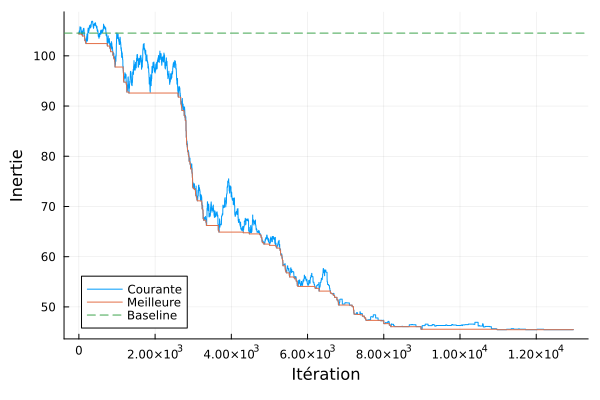 Inertie
100
90
80
70
60
50
Courante
Meilleure
Baseline
0
2.00×10³
4.00×10³
6.00×10³
8.00×10³
1.00×10⁴
1.20×10⁴
Itération